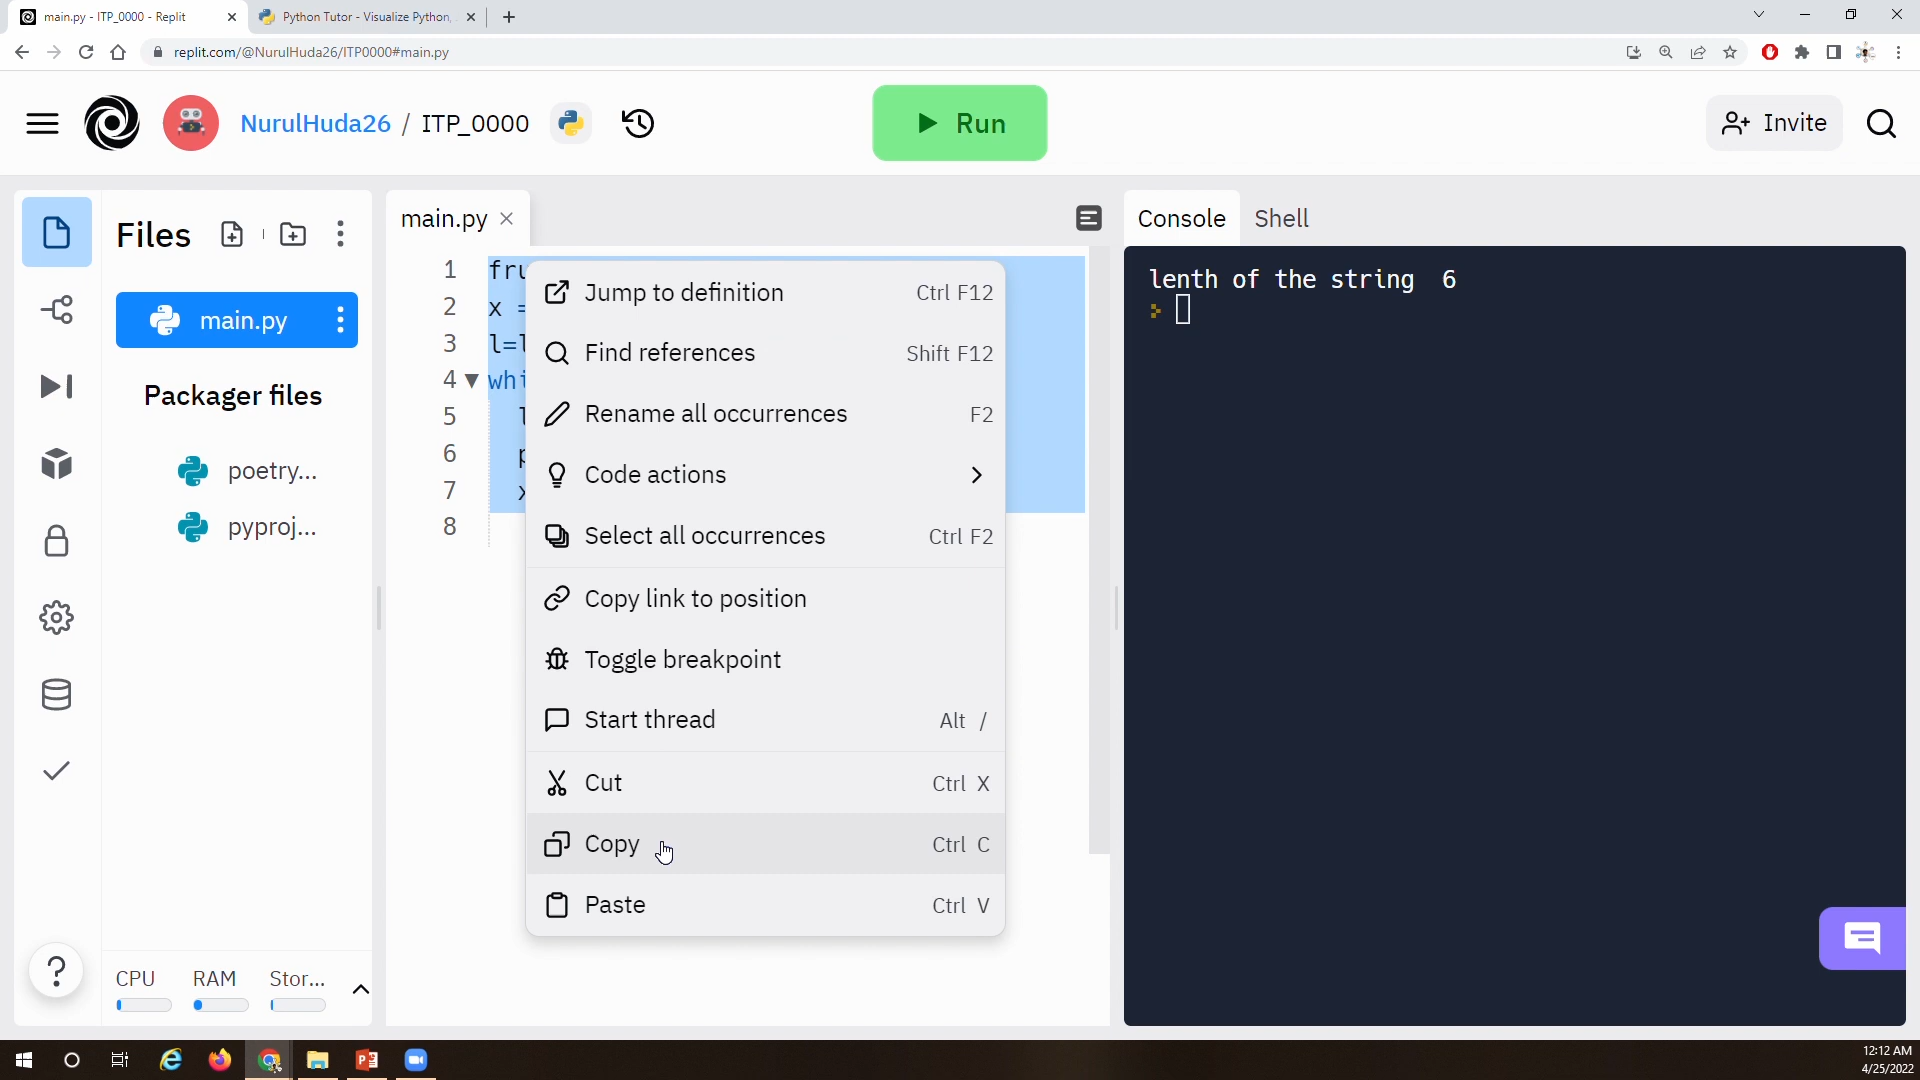 main.py - ITP_0000 - Replit
Python Tutor - Visualize Python,
replit.com/@NurulHuda26/ITP0000#main.py
NurulHuda26 / ITP_0000
Run
Invite
Files
main.py
Packager files
poetry...
pyproj...
CPU RAM Stor...
main.py
1 fru
2 x =
3 l=l
4 whi
5
6
7
8
Jump to definition Ctrl F12
Find references Shift F12
Rename all occurrences F2
Code actions
Select all occurrences Ctrl F2
Copy link to position
Toggle breakpoint
Start thread Alt /
Cut Ctrl X
Copy Ctrl C
Paste Ctrl V
Console Shell
lenth of the string 6
12:12 AM
4/25/2022